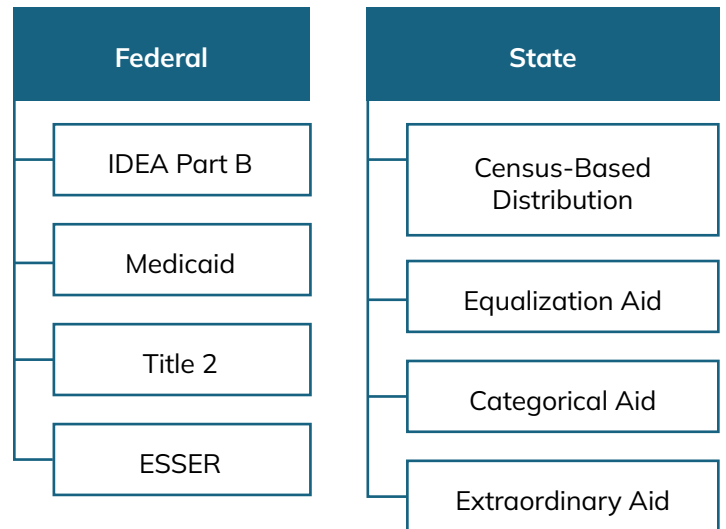 Federal
IDEA Part B
Medicaid
Title 2
ESSER
State
Census-Based
Distribution
Equalization Aid
Categorical Aid
Extraordinary Aid